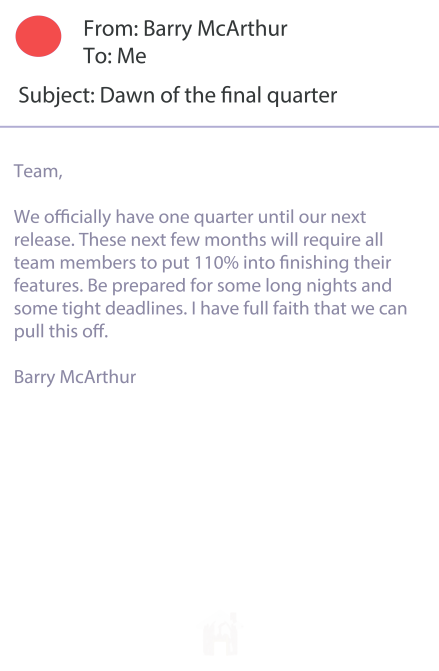 From: Barry McArthur
To: Me
Subject: Dawn of the final quarter
Team,
We officially have one quarter until our next
release. These next few months will require all
team members to put 110% into finishing their
features. Be prepared for some long nights and
some tight deadlines. I have full faith that we can
pull this off.
Barry McArthur